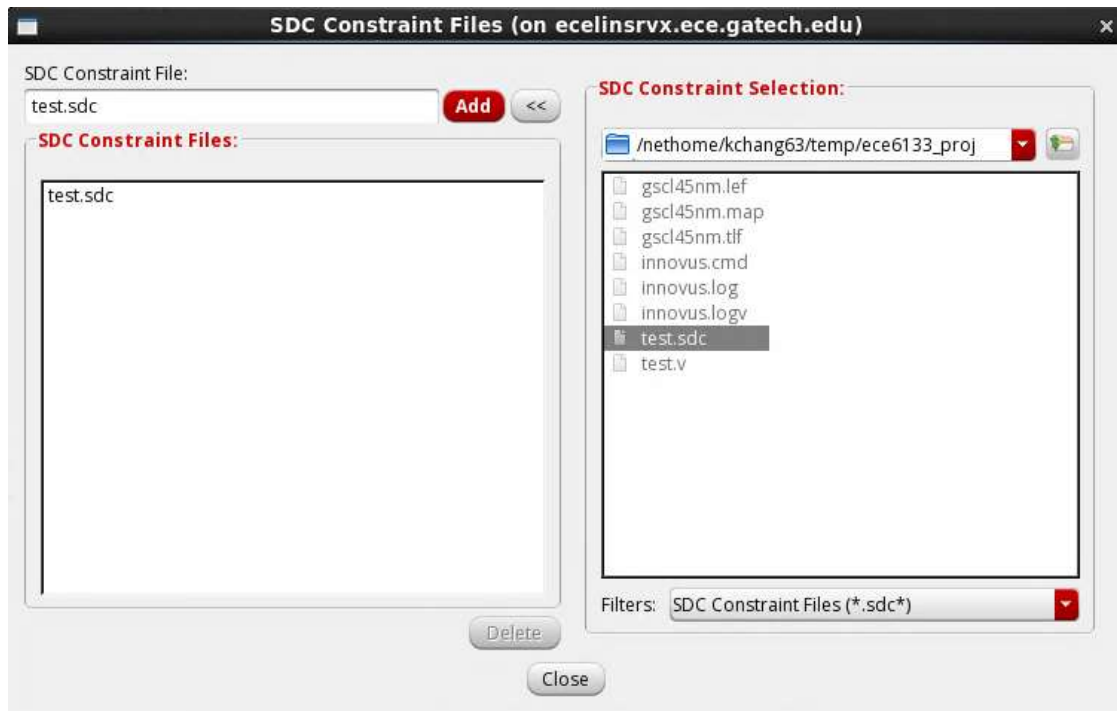 SDC Constraint Files (on ecelinsrvx.ece.gatech.edu)
SDC Constraint File:
test.sdc
Add
<<
SDC Constraint Files:
test.sdc
Delete
SDC Constraint Selection:
/nethome/kchang63/temp/ece6133_proj
gscl45nm.lef
gscl45nm.map
gscl45nm.tlf
innovus.cmd
innovus.log
innovus.logv
test.sdc
test.v
Filters: SDC Constraint Files (*.sdc*)
Close